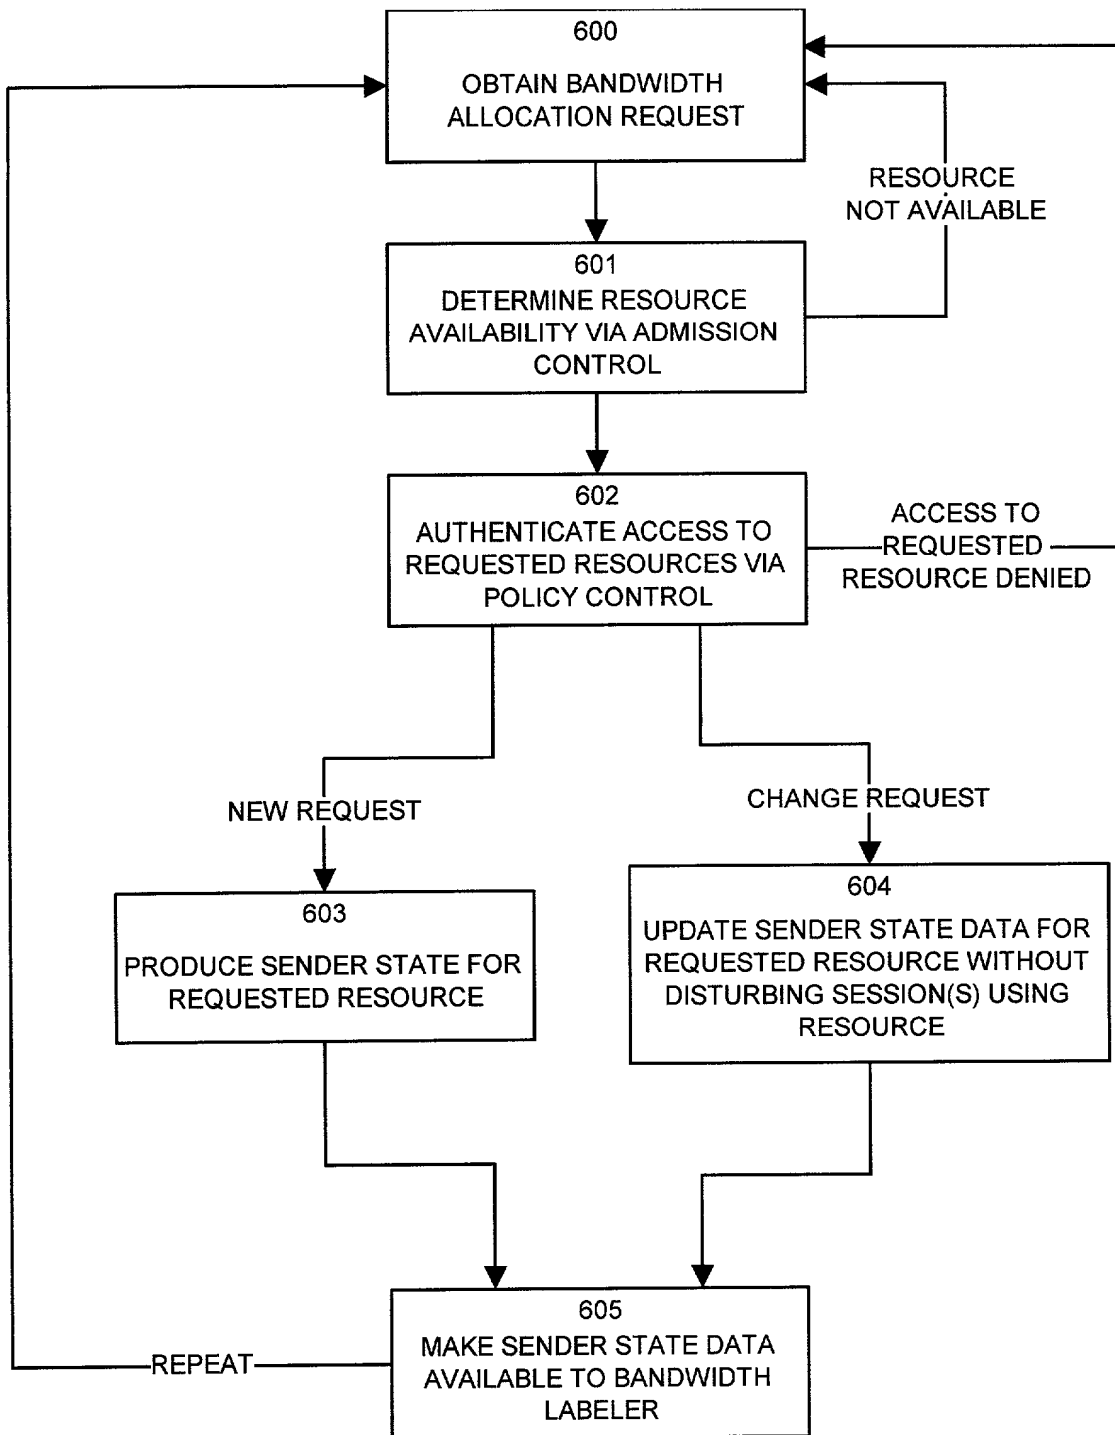 600
OBTAIN BANDWIDTH
ALLOCATION REQUEST
RESOURCE
NOT AVAILABLE
601
DETERMINE RESOURCE
AVAILABILITY VIA ADMISSION
CONTROL
602
AUTHENTICATE ACCESS TO
REQUESTED RESOURCES VIA
POLICY CONTROL
ACCESS TO
REQUESTED
RESOURCE DENIED
NEW REQUEST
CHANGE REQUEST
603
PRODUCE SENDER STATE FOR
REQUESTED RESOURCE
604
UPDATE SENDER STATE DATA FOR
REQUESTED RESOURCE WITHOUT
DISTURBING SESSION(S) USING
RESOURCE
605
MAKE SENDER STATE DATA
AVAILABLE TO BANDWIDTH
LABELER
REPEAT